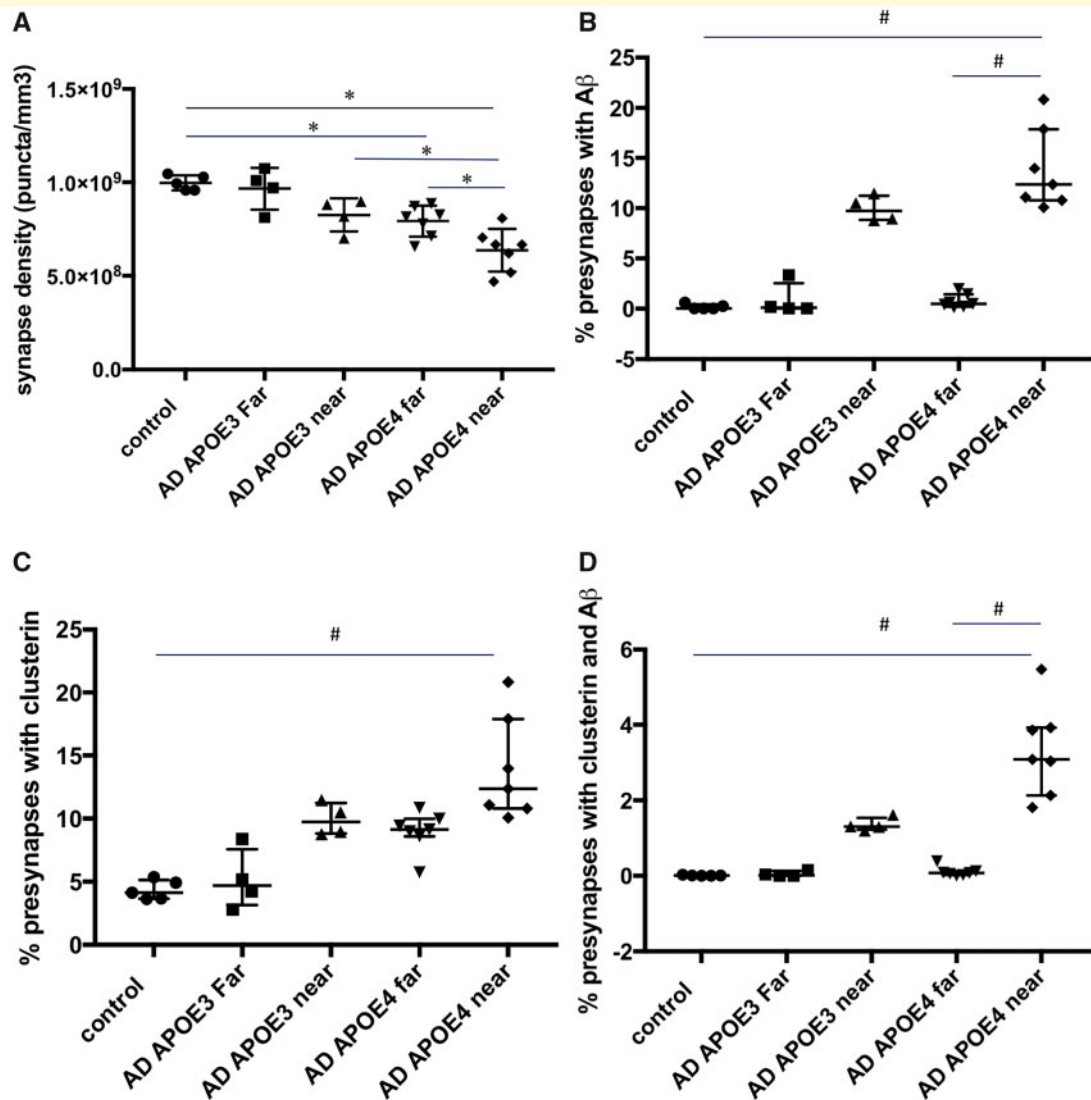 A
synapse density (puncta/mm3)
1.5×10⁹
1.0×10⁹
5.0×10⁸
0.0
*
*
*
*
control
AD APOE3 Far
AD APOE3 near
AD APOE4 far
AD APOE4 near
B
% presynapses with Aβ
25
20
15
10
5
0
-5
#
#
control
AD APOE3 Far
AD APOE3 near
AD APOE4 far
AD APOE4 near
C
% presynapses with clusterin
25
20
15
10
5
0
#
control
AD APOE3 Far
AD APOE3 near
AD APOE4 far
AD APOE4 near
D
% presynapses with clusterin and Aβ
6
4
2
0
-2
#
#
control
AD APOE3 Far
AD APOE3 near
AD APOE4 far
AD APOE4 near